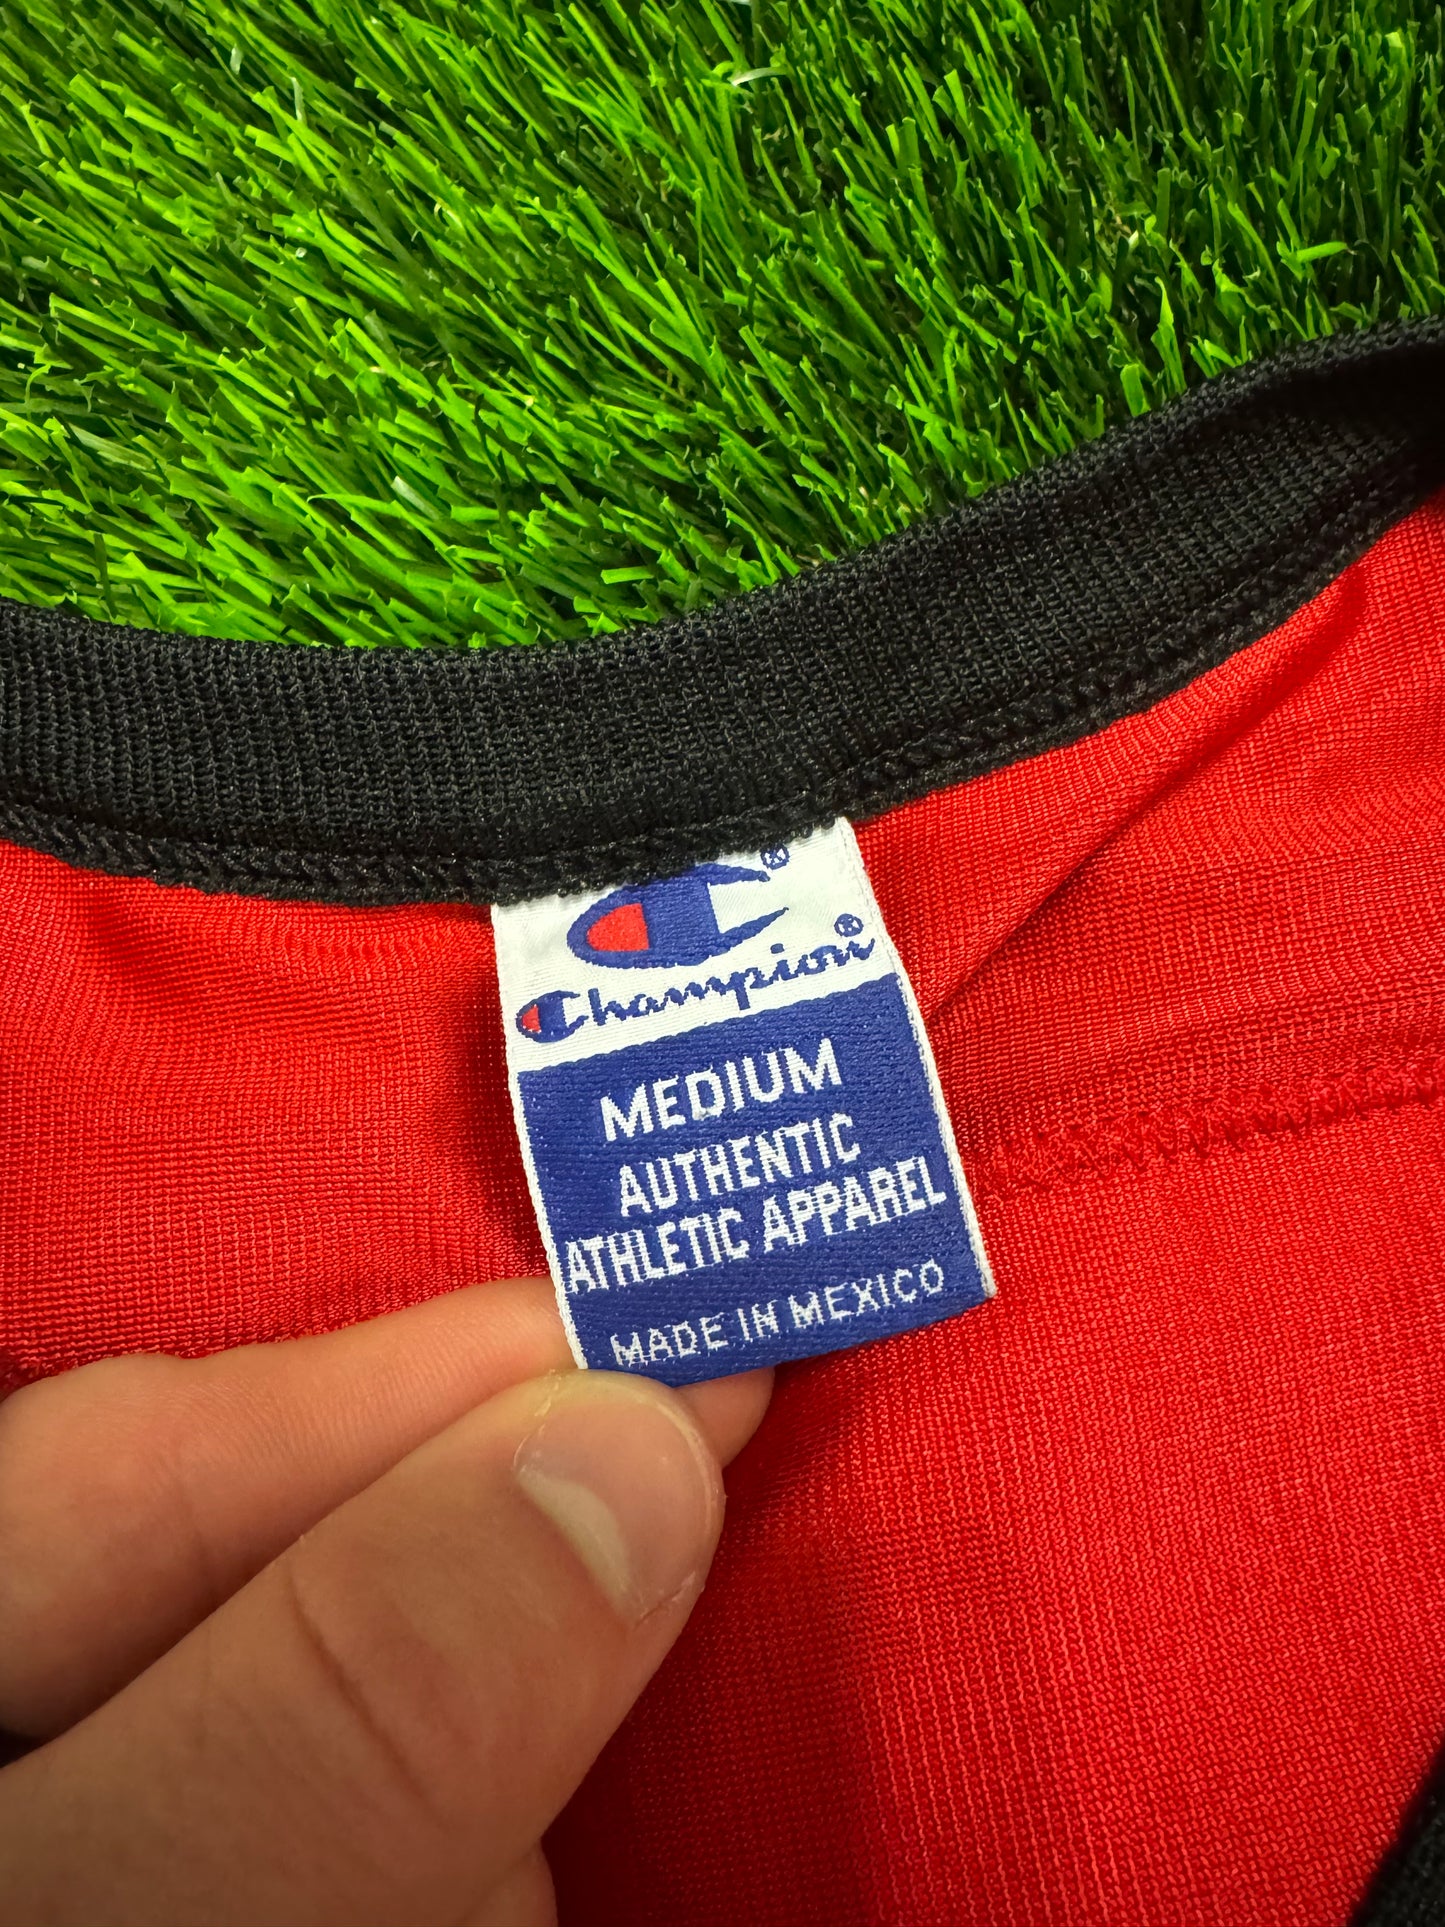 ®
Champion®
MEDIUM
AUTHENTIC
ATHLETIC APPAREL
MADE IN MEXICO